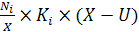 Nᵢ/X × Kᵢ × (X − U)